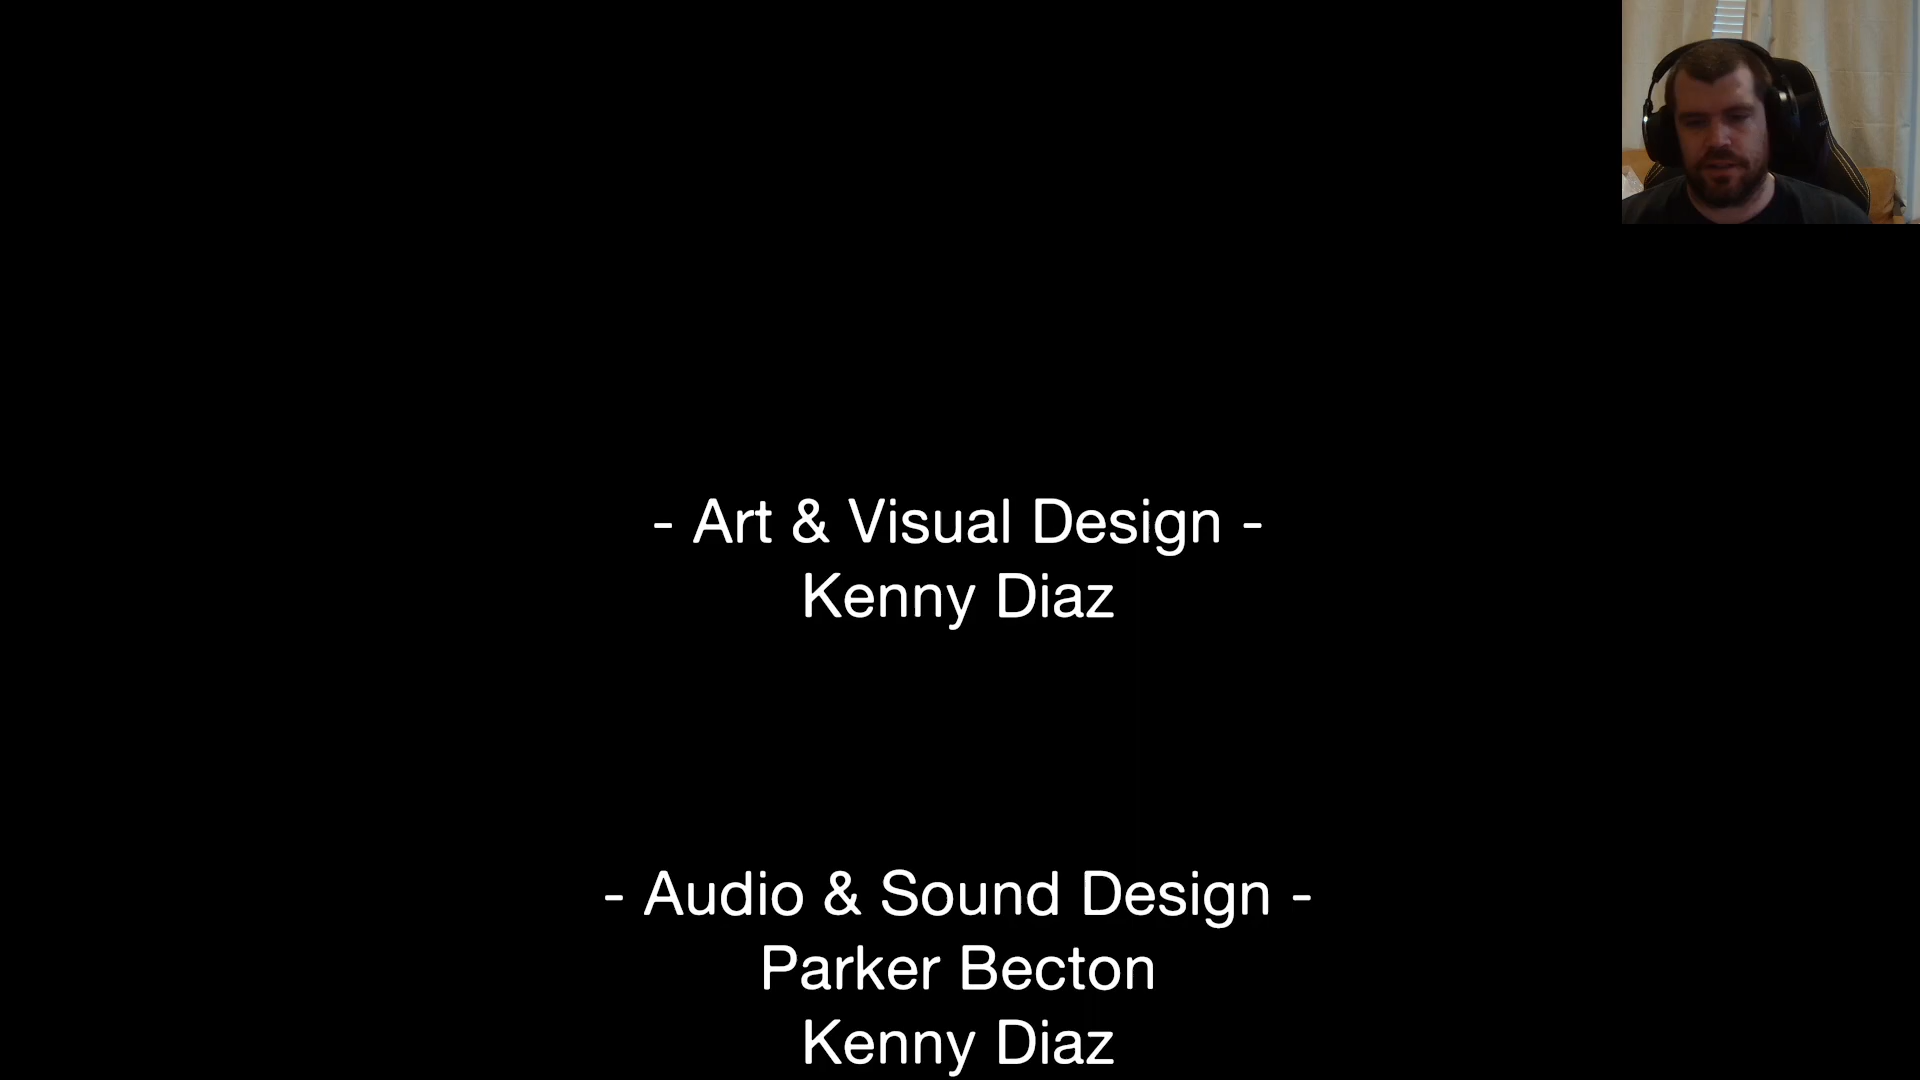 - Art & Visual Design -
Kenny Diaz
- Audio & Sound Design -
Parker Becton
Kenny Diaz